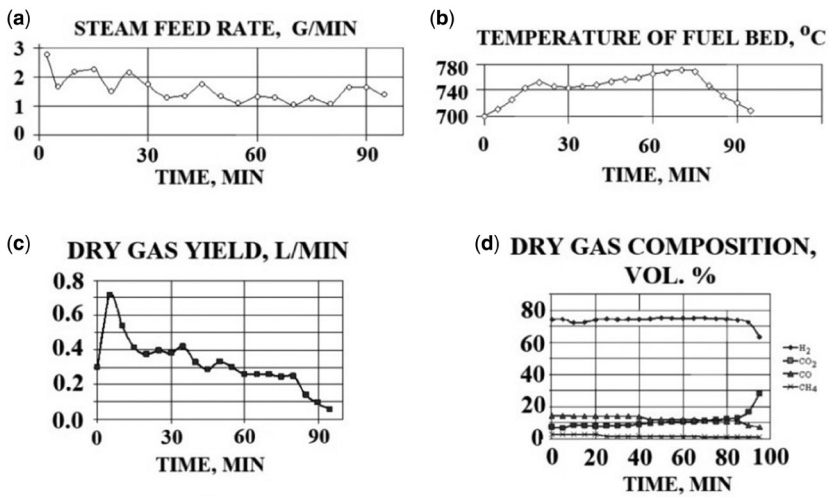 (a)
STEAM FEED RATE, G/MIN
3
2
1
0
0 30 60 90
TIME, MIN
(b)
TEMPERATURE OF FUEL BED, °C
780
740
700
0 30 60 90
TIME, MIN
(c)
DRY GAS YIELD, L/MIN
0.8
0.6
0.4
0.2
0.0
0 30 60 90
TIME, MIN
(d)
DRY GAS COMPOSITION,
VOL. %
80
60
40
20
0
0 20 40 60 80 100
TIME, MIN
H2
CO2
CO
CH4